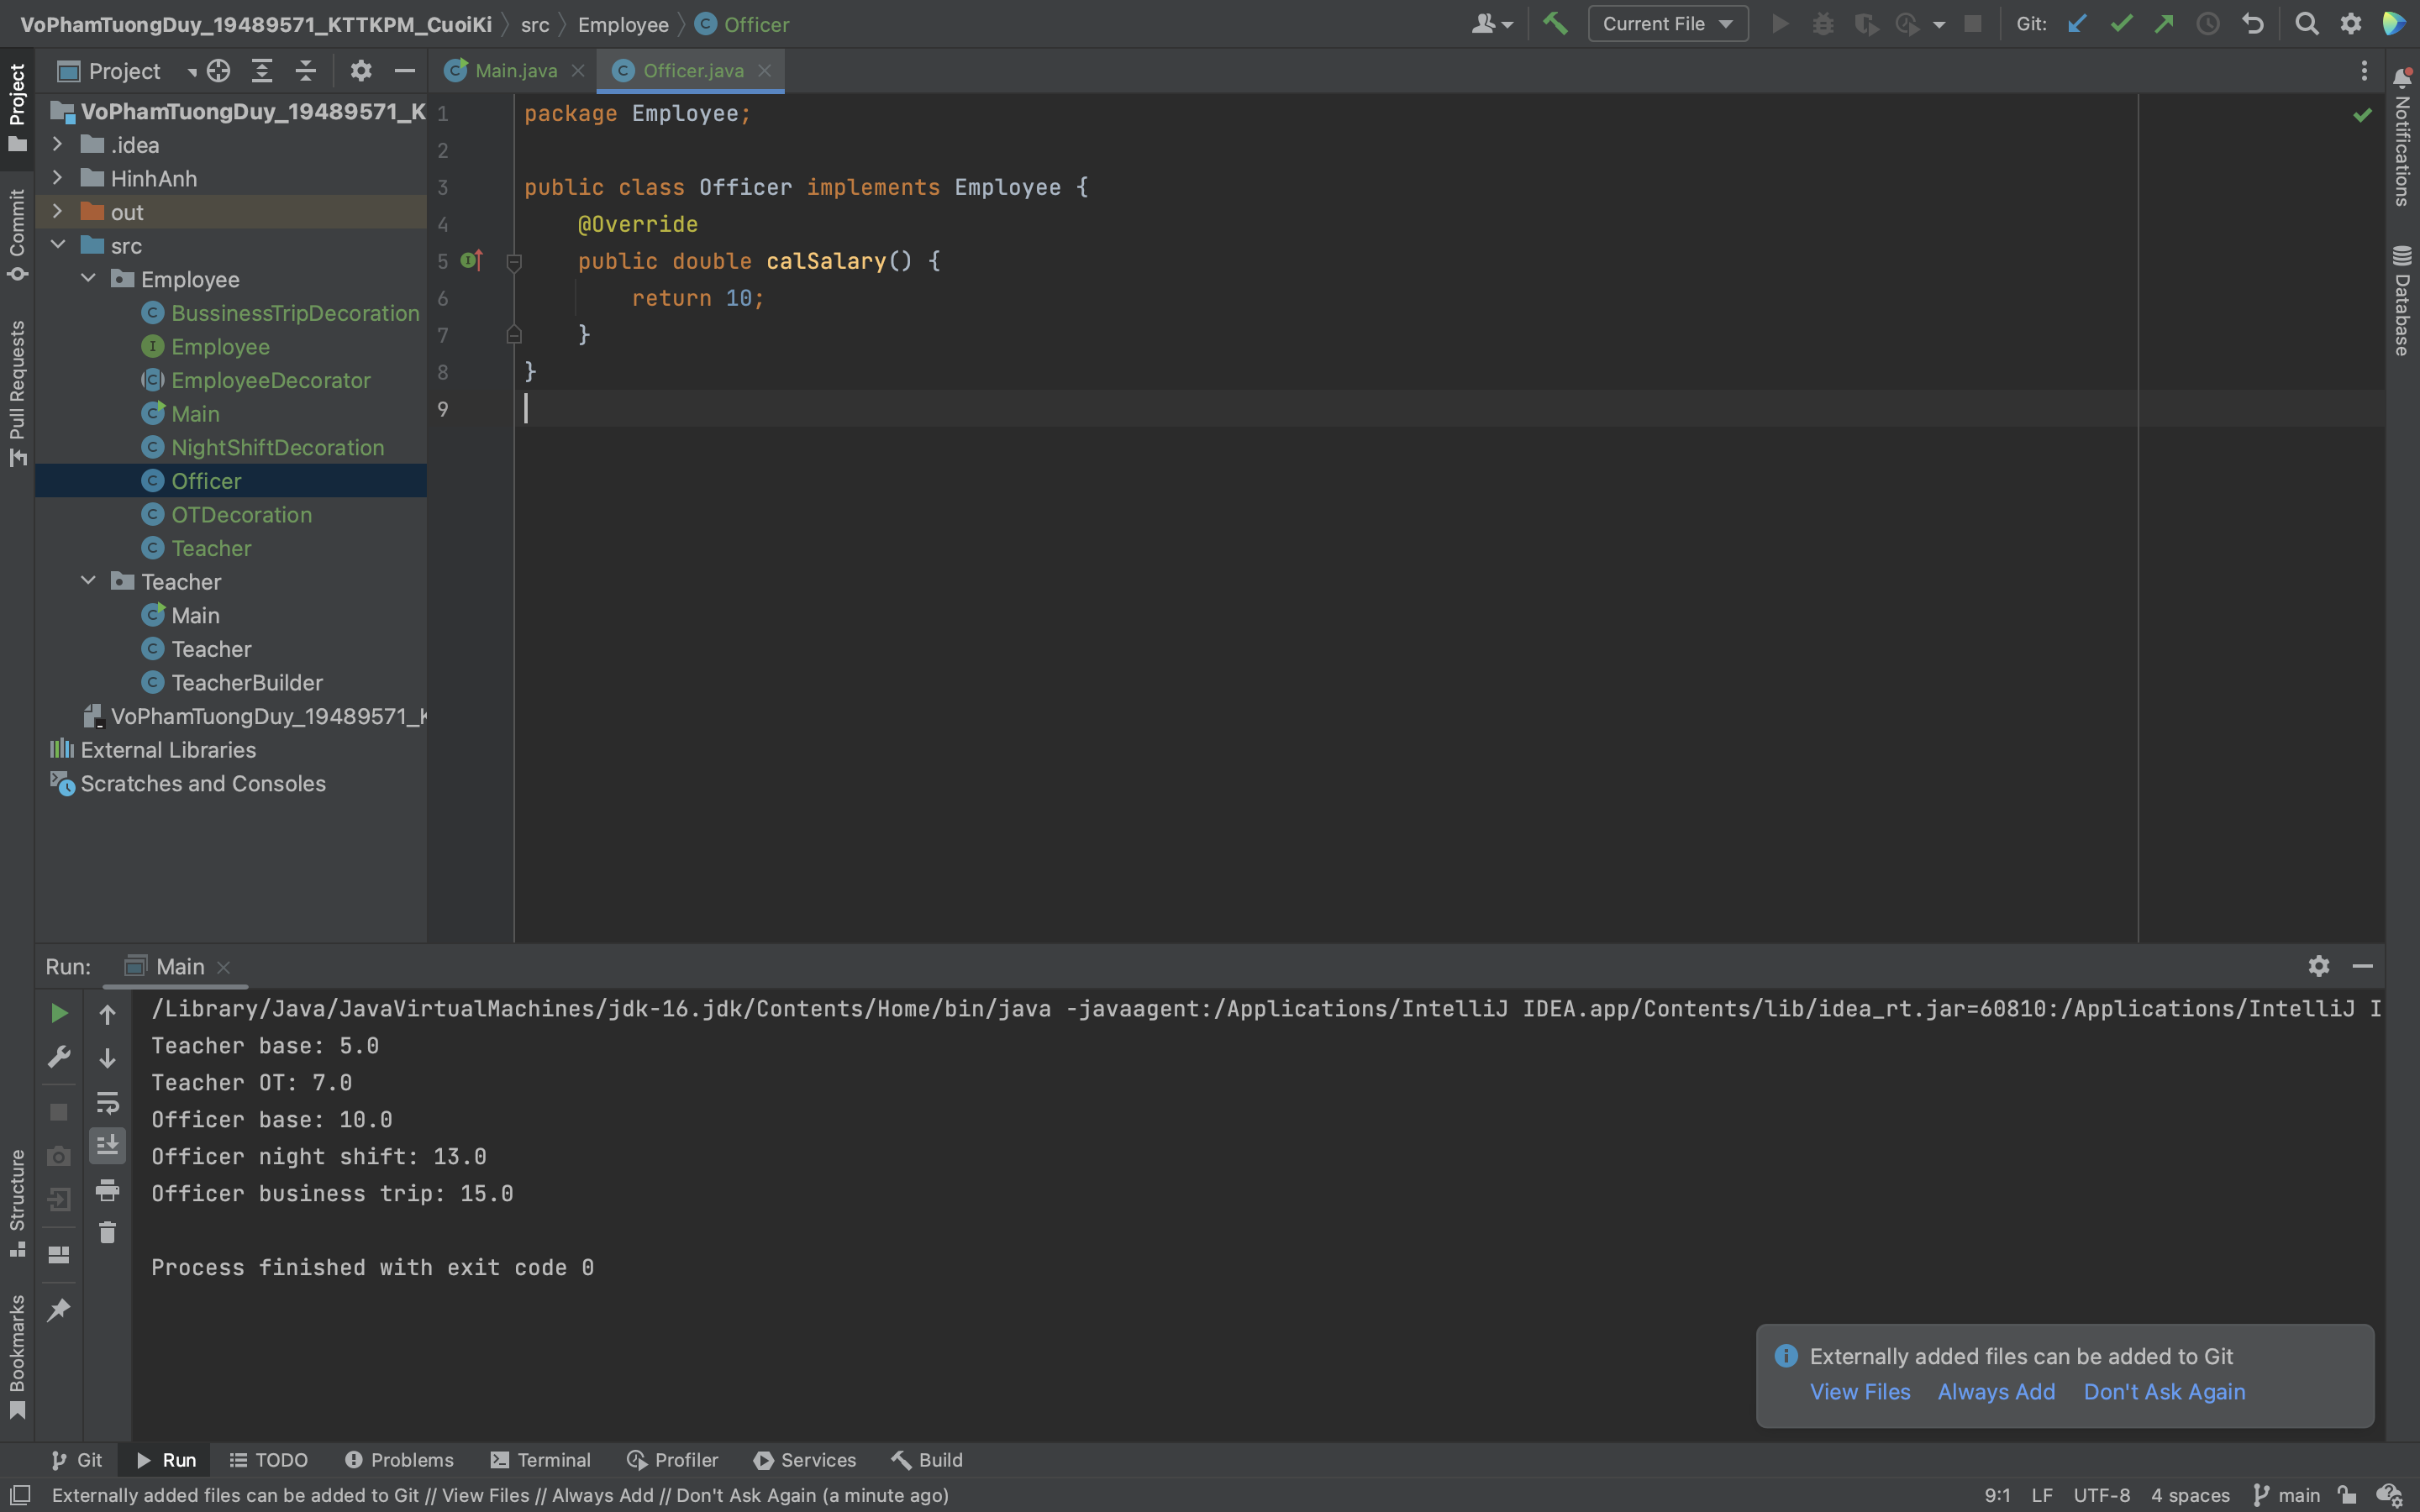 VoPhamTuongDuy_19489571_KTTKPM_CuoiKi src Employee Officer
Current File
Git:
Project
Main.java
Officer.java
Project
Commit
Pull Requests
Structure
Bookmarks
Notifications
Database
VoPhamTuongDuy_19489571_K
.idea
HinhAnh
out
src
Employee
BussinessTripDecoration
Employee
EmployeeDecorator
Main
NightShiftDecoration
Officer
OTDecoration
Teacher
Teacher
Main
Teacher
TeacherBuilder
VoPhamTuongDuy_19489571_K
External Libraries
Scratches and Consoles
1 package Employee;
2
3 public class Officer implements Employee {
4 @Override
5 public double calSalary() {
6 return 10;
7 }
8 }
9
Run: Main
/Library/Java/JavaVirtualMachines/jdk-16.jdk/Contents/Home/bin/java -javaagent:/Applications/IntelliJ IDEA.app/Contents/lib/idea_rt.jar=60810:/Applications/IntelliJ I
Teacher base: 5.0
Teacher OT: 7.0
Officer base: 10.0
Officer night shift: 13.0
Officer business trip: 15.0
Process finished with exit code 0
Externally added files can be added to Git
View Files Always Add Don't Ask Again
Git Run TODO Problems Terminal Profiler Services Build
Externally added files can be added to Git // View Files // Always Add // Don't Ask Again (a minute ago)
9:1 LF UTF-8 4 spaces main